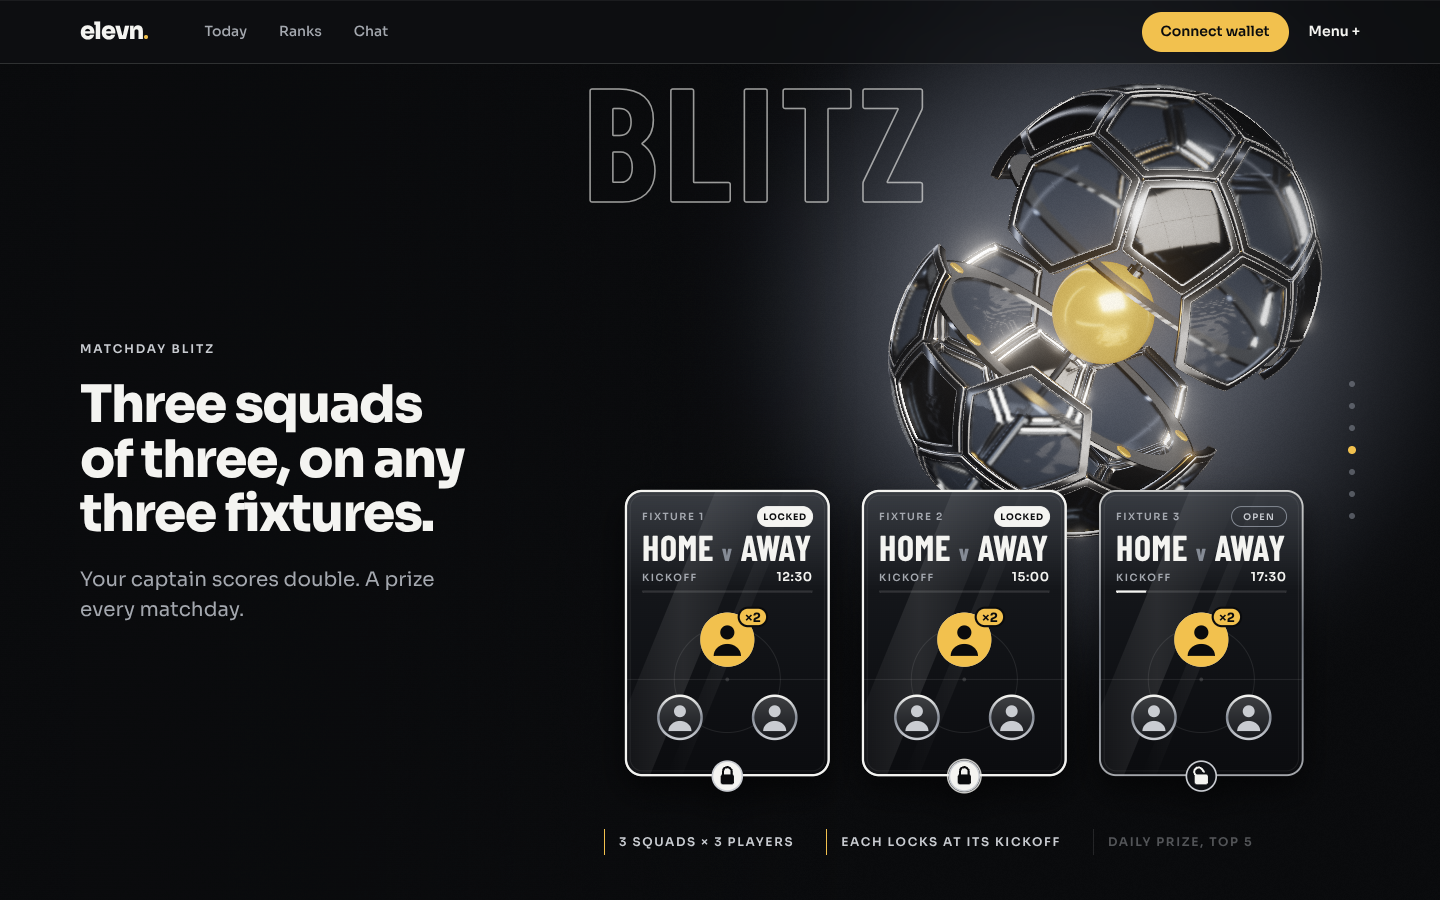 elevn.
Today
Ranks
Chat
Connect wallet
Menu +
BLITZ
MATCHDAY BLITZ
Three squads
of three, on any
three fixtures.
Your captain scores double. A prize
every matchday.
FIXTURE 1
LOCKED
HOME v AWAY
KICKOFF
12:30
×2
FIXTURE 2
LOCKED
HOME v AWAY
KICKOFF
15:00
×2
FIXTURE 3
OPEN
HOME v AWAY
KICKOFF
17:30
×2
3 SQUADS × 3 PLAYERS
EACH LOCKS AT ITS KICKOFF
DAILY PRIZE, TOP 5